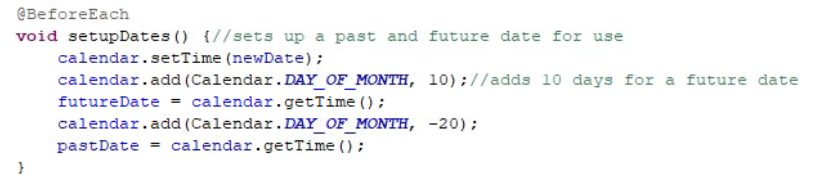 @BeforeEach
void setupDates() {//sets up a past and future date for use
calendar.setTime(newDate);
calendar.add(Calendar.DAY_OF_MONTH, 10);//adds 10 days for a future date
futureDate = calendar.getTime();
calendar.add(Calendar.DAY_OF_MONTH, -20);
pastDate = calendar.getTime();
}